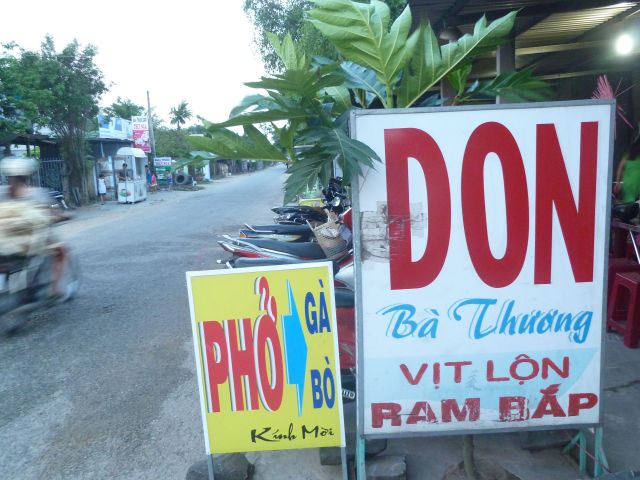 DON
Bà Thương
VỊT LỘN
RAM BẮP
PHỞ
GÀ
BÒ
Kính Mời